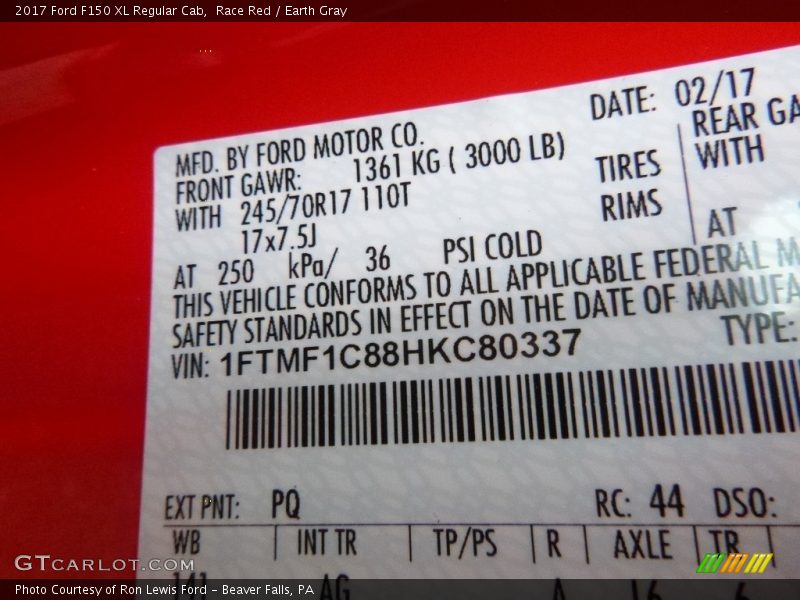 2017 Ford F150 XL Regular Cab,  Race Red / Earth Gray
DATE: 02/17
MFD. BY FORD MOTOR CO.
FRONT GAWR: 1361 KG ( 3000 LB)
REAR
WITH 245/70R17 110T TIRES
WITH
17x7.5J RIMS
AT 250 kPa/ 36 PSI COLD
AT
THIS VEHICLE CONFORMS TO ALL APPLICABLE FEDERAL
SAFETY STANDARDS IN EFFECT ON THE DATE OF
VIN: 1FTMF1C88HKC80337
TYPE:
EXT PNT: PQ RC: 44 DSO:
WB INT TR TP/PS R AXLE TR
141 AG
GTCARLOT.COM
Photo Courtesy of Ron Lewis Ford – Beaver Falls, PA